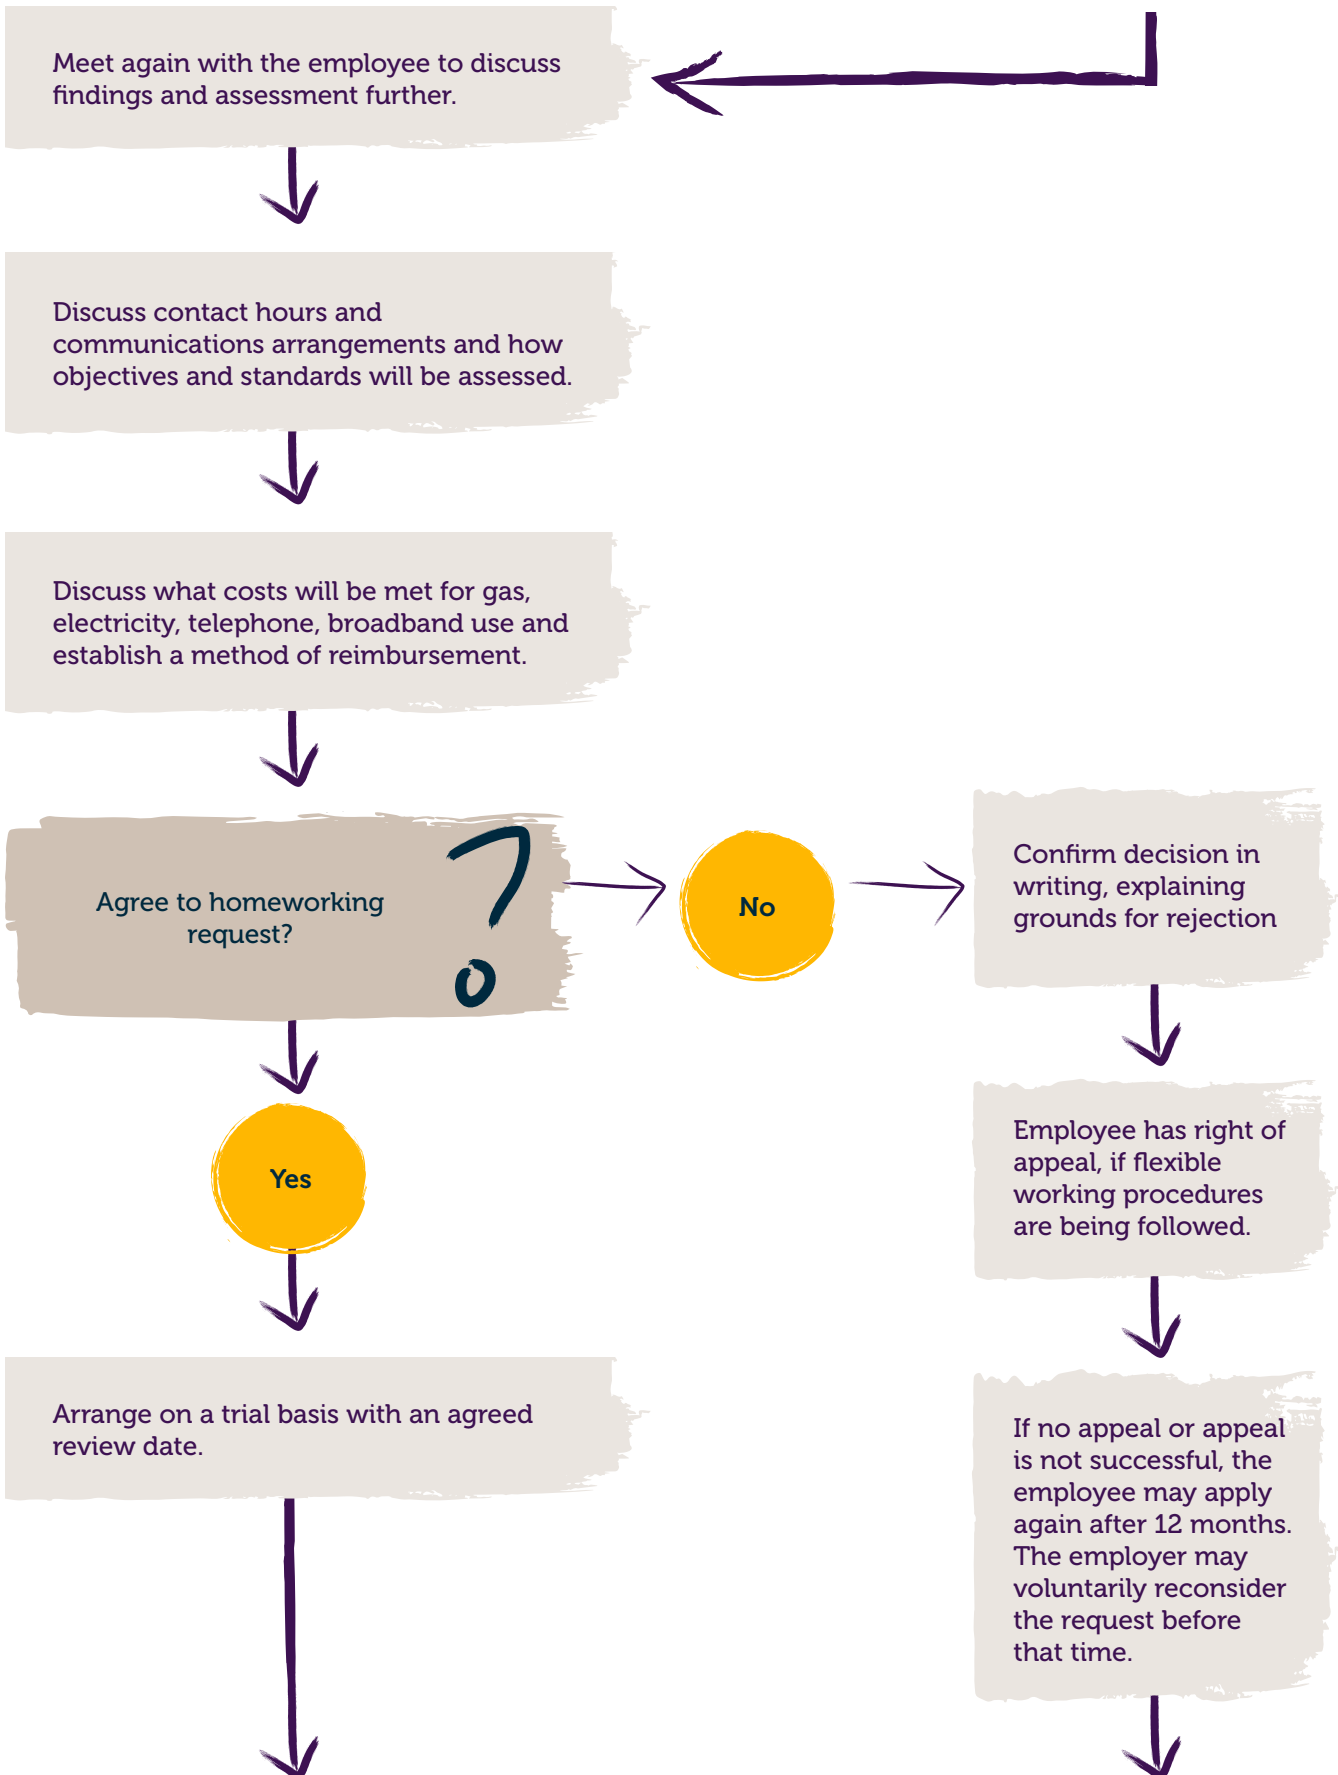 Meet again with the employee to discuss
findings and assessment further.
Discuss contact hours and
communications arrangements and how
objectives and standards will be assessed.
Discuss what costs will be met for gas,
electricity, telephone, broadband use and
establish a method of reimbursement.
Agree to homeworking
request?
?
No
Confirm decision in
writing, explaining
grounds for rejection
Employee has right of
appeal, if flexible
working procedures
are being followed.
Yes
Arrange on a trial basis with an agreed
review date.
If no appeal or appeal
is not successful, the
employee may apply
again after 12 months.
The employer may
voluntarily reconsider
the request before
that time.